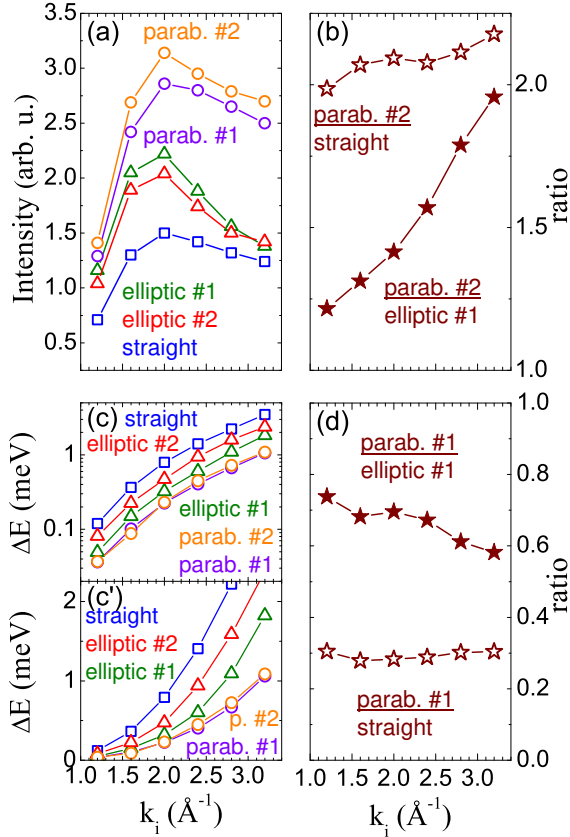 (a)
parab. #2
parab. #1
elliptic #1
elliptic #2
straight
Intensity (arb. u.)
3.5
3.0
2.5
2.0
1.5
1.0
0.5
(b)
parab. #2
straight
parab. #2
elliptic #1
2.0
1.5
1.0
ratio
(c)
straight
elliptic #2
elliptic #1
parab. #2
parab. #1
ΔE (meV)
1
0.1
(c')
straight
elliptic #2
elliptic #1
p. #2
parab. #1
ΔE (meV)
2
1
0
1.0 1.5 2.0 2.5 3.0
k_i (Å⁻¹)
(d)
parab. #1
elliptic #1
parab. #1
straight
1.0
0.8
0.6
0.4
0.2
0.0
ratio
1.0 1.5 2.0 2.5 3.0
k_i (Å⁻¹)